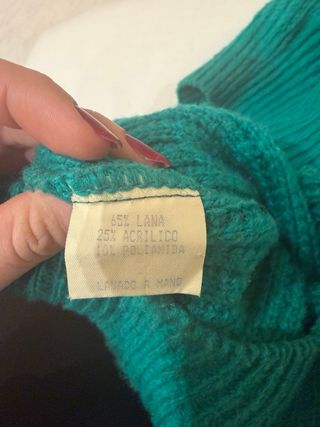 65% LANA
25% ACRILICO
10% POLIAMIDA
LAVADO A MANO